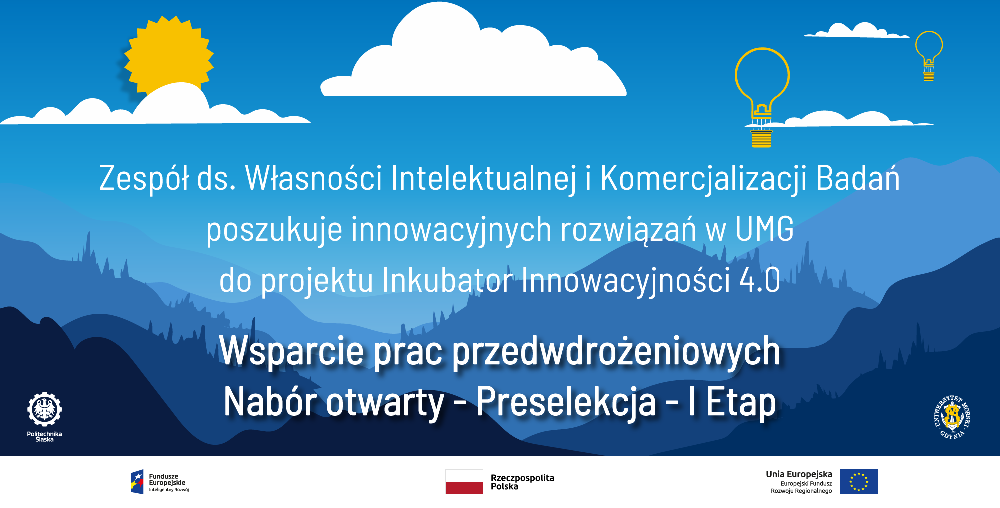 Zespół ds. Własności Intelektualnej i Komercjalizacji Badań
poszukuje innowacyjnych rozwiązań w UMG
do projektu Inkubator Innowacyjności 4.0
Wsparcie prac przedwdrożeniowych
Nabór otwarty - Preselekcja - I Etap
Politechnika
Śląska
UNIWERSYTET MORSKI
1920
· GDYNIA ·
Fundusze
Europejskie
Inteligentny Rozwój
Rzeczpospolita
Polska
Unia Europejska
Europejski Fundusz
Rozwoju Regionalnego